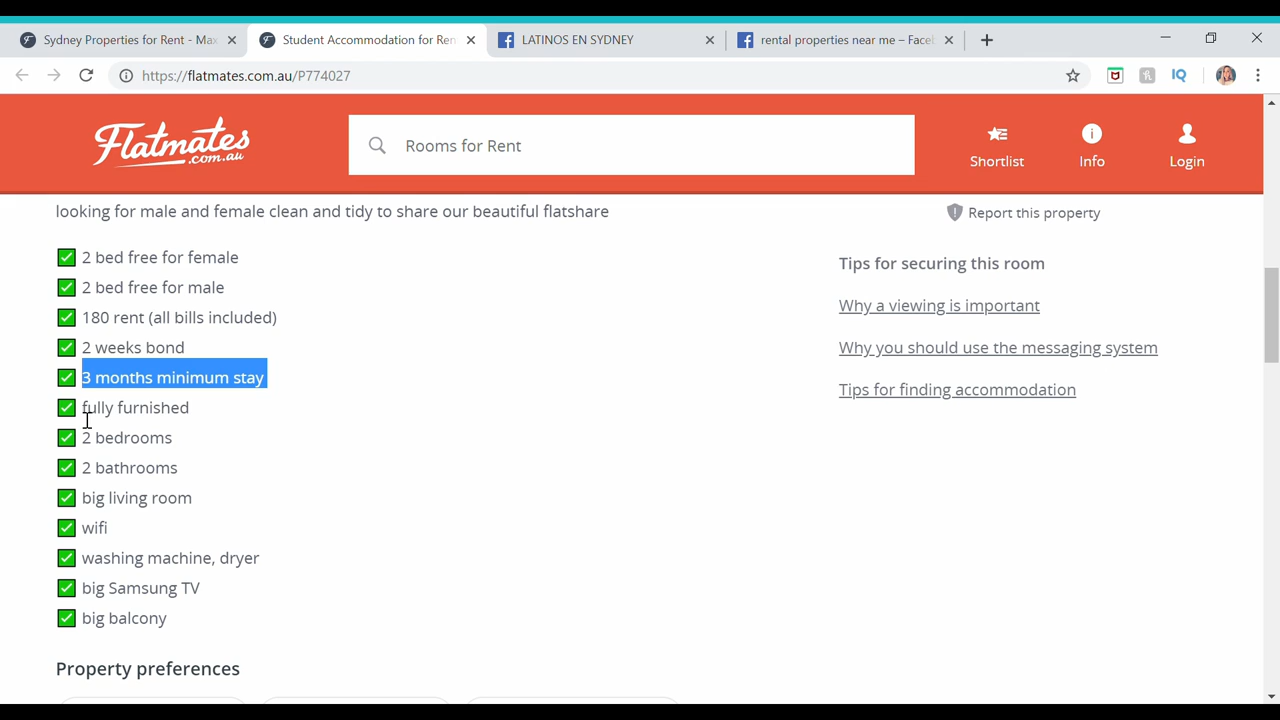 Sydney Properties for Rent - Max
Student Accommodation for Ren
LATINOS EN SYDNEY
rental properties near me – Faceb
https://flatmates.com.au/P774027
IQ
Flatmates
.com.au
Rooms for Rent
Shortlist
Info
Login
looking for male and female clean and tidy to share our beautiful flatshare
Report this property
2 bed free for female
2 bed free for male
180 rent (all bills included)
2 weeks bond
3 months minimum stay
fully furnished
2 bedrooms
2 bathrooms
big living room
wifi
washing machine, dryer
big Samsung TV
big balcony
Tips for securing this room
Why a viewing is important
Why you should use the messaging system
Tips for finding accommodation
Property preferences